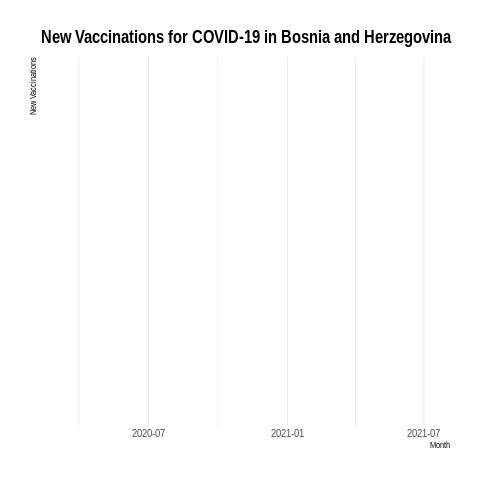 New Vaccinations for COVID-19 in Bosnia and Herzegovina
New Vaccinations
2020-07
2021-01
2021-07
Month